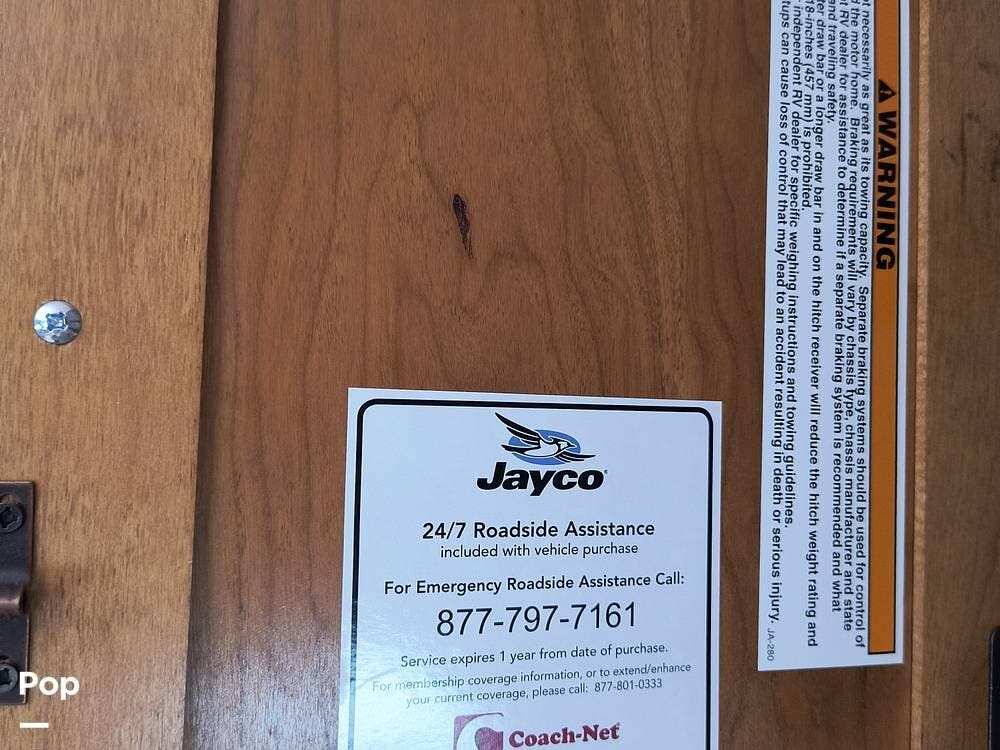 Jayco
24/7 Roadside Assistance
included with vehicle purchase
For Emergency Roadside Assistance Call:
877-797-7161
Service expires 1 year from date of purchase.
For membership coverage information, or to extend/enhance
your current coverage, please call: 877-801-0333
Coach-Net®
WARNING
necessarily as great as its towing capacity. Separate braking systems should be used for control of
the motor home. Braking requirements will vary by chassis type, chassis manufacturer and state
RV dealer for assistance to determine if a separate braking system is recommended and what
and traveling safety.
draw bar or a longer draw bar in and on the hitch receiver will reduce the hitch weight rating and
18-inches (457 mm) is prohibited.
independent RV dealer for specific weighing instructions and towing guidelines.
can cause loss of control that may lead to an accident resulting in death or serious injury.
JA-280
Pop